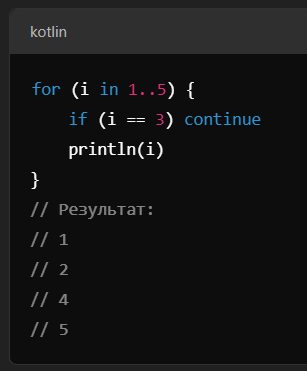 kotlin
for (i in 1..5) {
    if (i == 3) continue
    println(i)
}
// Результат:
// 1
// 2
// 4
// 5